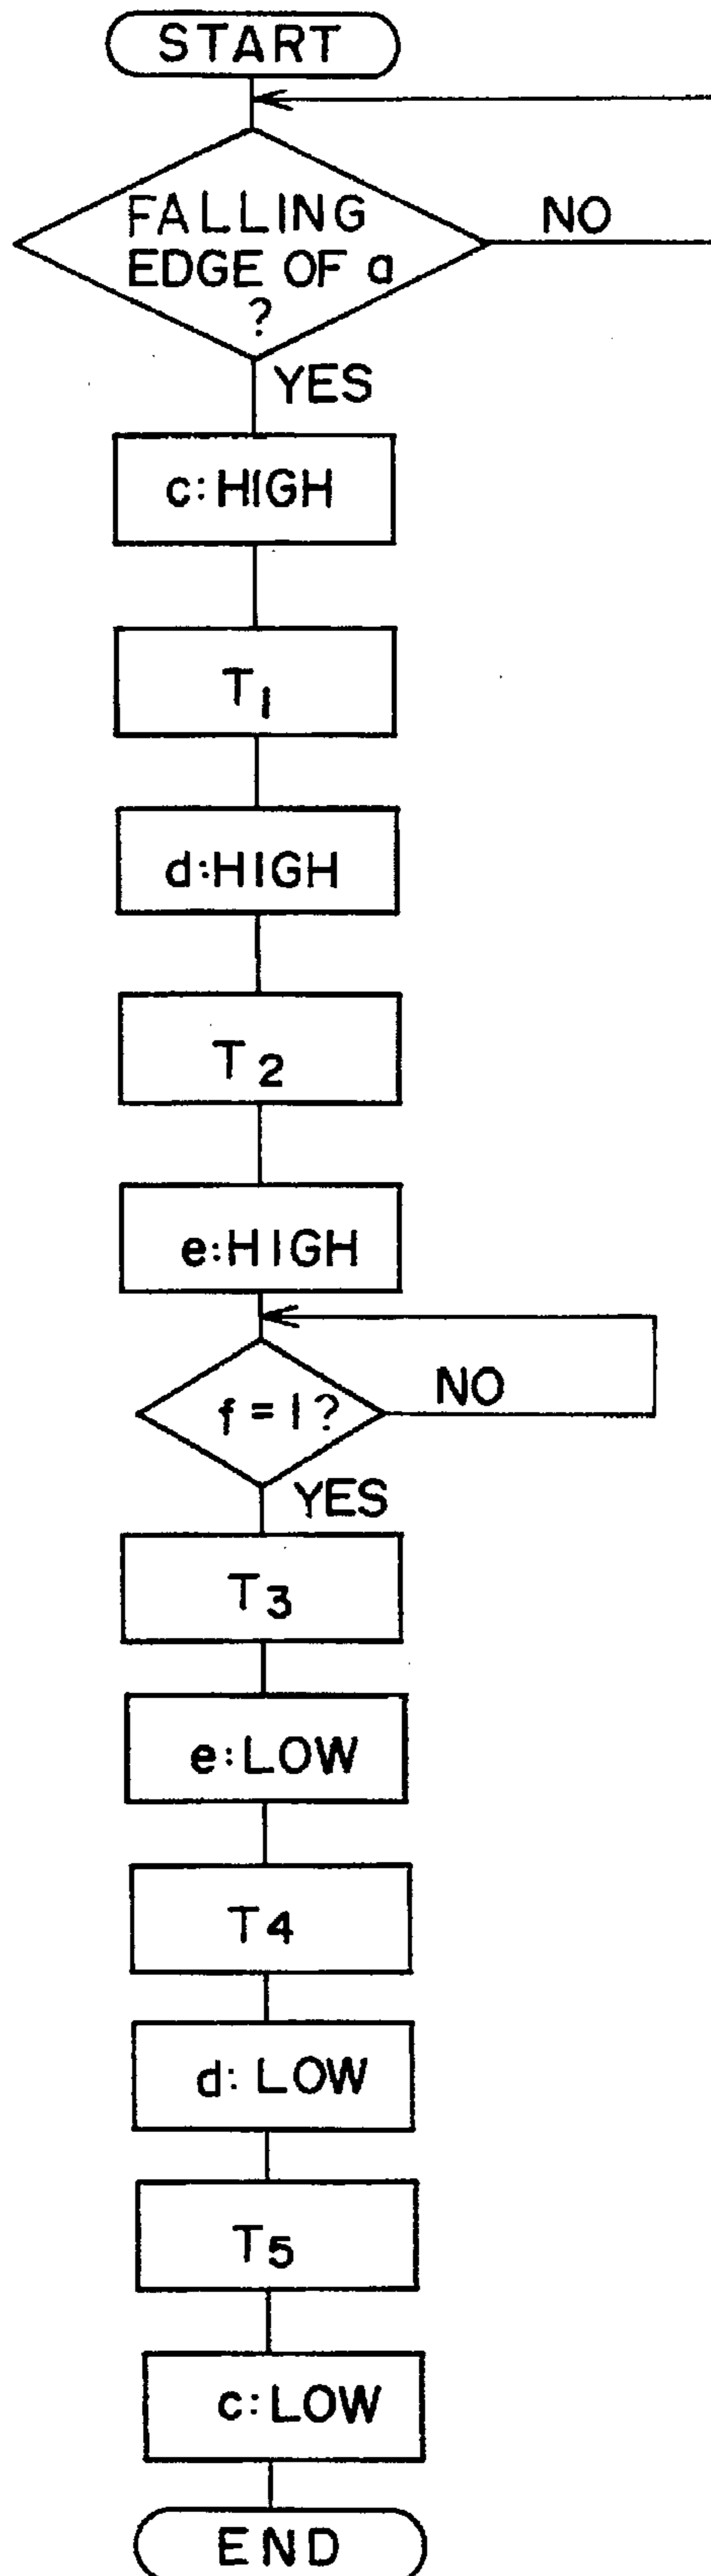 START
FALLING
EDGE OF a
?
NO
YES
c:HIGH
T1
d:HIGH
T2
e:HIGH
f=1?
NO
YES
T3
e:LOW
T4
d:LOW
T5
c:LOW
END